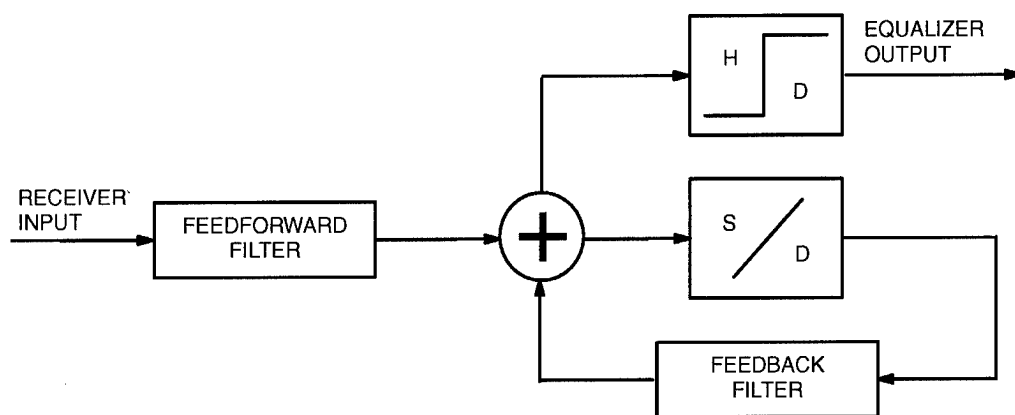 EQUALIZER
OUTPUT
H
D
RECEIVER
INPUT
FEEDFORWARD
FILTER
S
D
FEEDBACK
FILTER